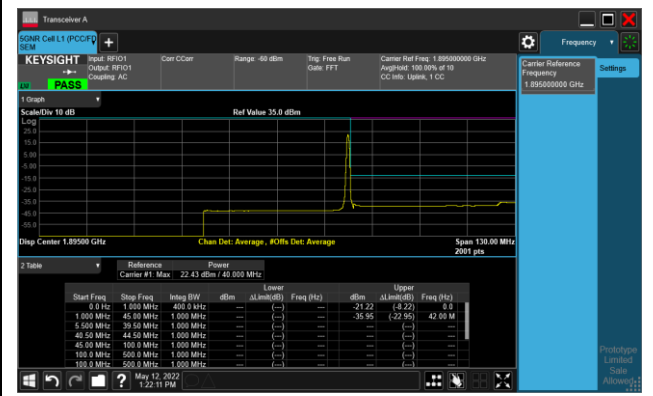 Transceiver A
5GNR Cell L1 (PCC/FD
SEM
Frequency
KEYSIGHT
Input: RFIO1
Output: RFIO1
Coupling: AC
Corr CCorr
Range: -60 dBm
Trig: Free Run
Gate: FFT
Carrier Ref Freq: 1.895000000 GHz
Avg|Hold: 100.00% of 10
CC Info: Uplink, 1 CC
PASS
Carrier Reference
Frequency
1.895000000 GHz
Settings
1 Graph
Scale/Div 10 dB
Ref Value 35.0 dBm
Log
25.0
15.0
5.00
-5.00
-15.0
-25.0
-35.0
-45.0
-55.0
Disp Center 1.89500 GHz
Chan Det: Average , #Offs Det: Average
Span 130.00 MHz
2001 pts
2 Table
Reference Power
Carrier #1: Max 22.43 dBm / 40.000 MHz
Lower Upper
Start Freq Stop Freq Integ BW dBm ΔLimit(dB) Freq (Hz) dBm ΔLimit(dB) Freq (Hz)
0.0 Hz 1.000 MHz 400.0 kHz --- (---) --- -21.22 (-8.22) 0.0
1.000 MHz 45.00 MHz 1.000 MHz --- (---) --- -35.95 (-22.95) 42.00 M
5.500 MHz 39.50 MHz 1.000 MHz --- (---) --- --- (---) ---
40.50 MHz 44.50 MHz 1.000 MHz --- (---) --- --- (---) ---
45.00 MHz 100.0 MHz 1.000 MHz --- (---) --- --- (---) ---
100.0 MHz 500.0 MHz 1.000 MHz --- (---) --- --- (---) ---
100.0 MHz 500.0 MHz 1.000 MHz --- (---) --- --- (---) ---
May 12, 2022
1:22:11 PM
Prototype
Limited
Sale
Allowed